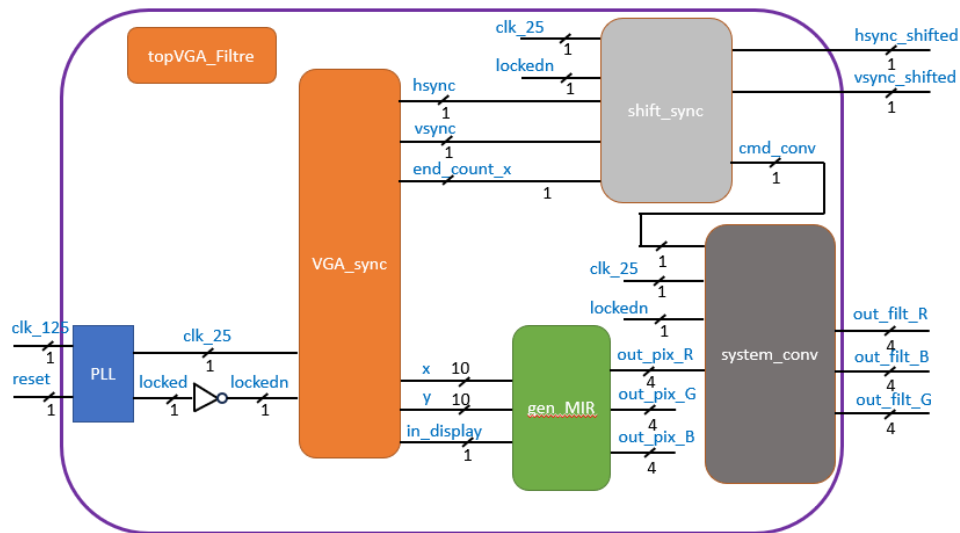 topVGA_Filtre
clk_25
1
lockedn
1
hsync
1
vsync
1
end_count_x
1
shift_sync
hsync_shifted
1
vsync_shifted
1
cmd_conv
1
VGA_sync
1
clk_25
1
lockedn
1
system_conv
out_filt_R
4
out_filt_B
4
out_filt_G
4
clk_125
1
reset
1
PLL
clk_25
1
locked
1
lockedn
1
x 10
y 10
in_display
1
gen_MIR
out_pix_R
4
out_pix_G
4
out_pix_B
4